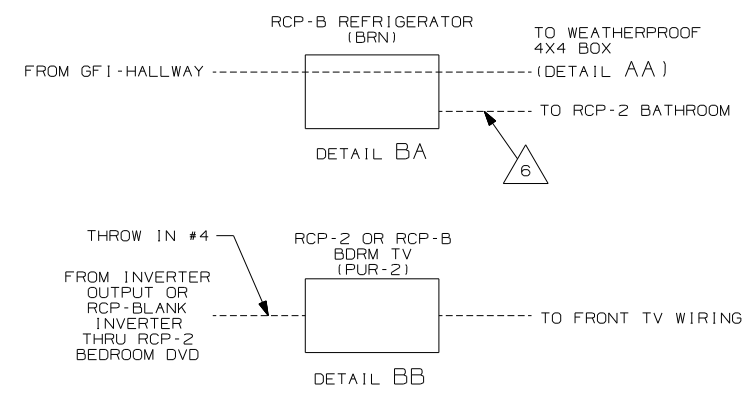 RCP-B REFRIGERATOR
(BRN)
TO WEATHERPROOF
4X4 BOX
(DETAIL AA)
FROM GFI-HALLWAY
TO RCP-2 BATHROOM
DETAIL BA
6
THROW IN #4
RCP-2 OR RCP-B
BDRM TV
(PUR-2)
FROM INVERTER
OUTPUT OR
RCP-BLANK
INVERTER
THRU RCP-2
BEDROOM DVD
TO FRONT TV WIRING
DETAIL BB